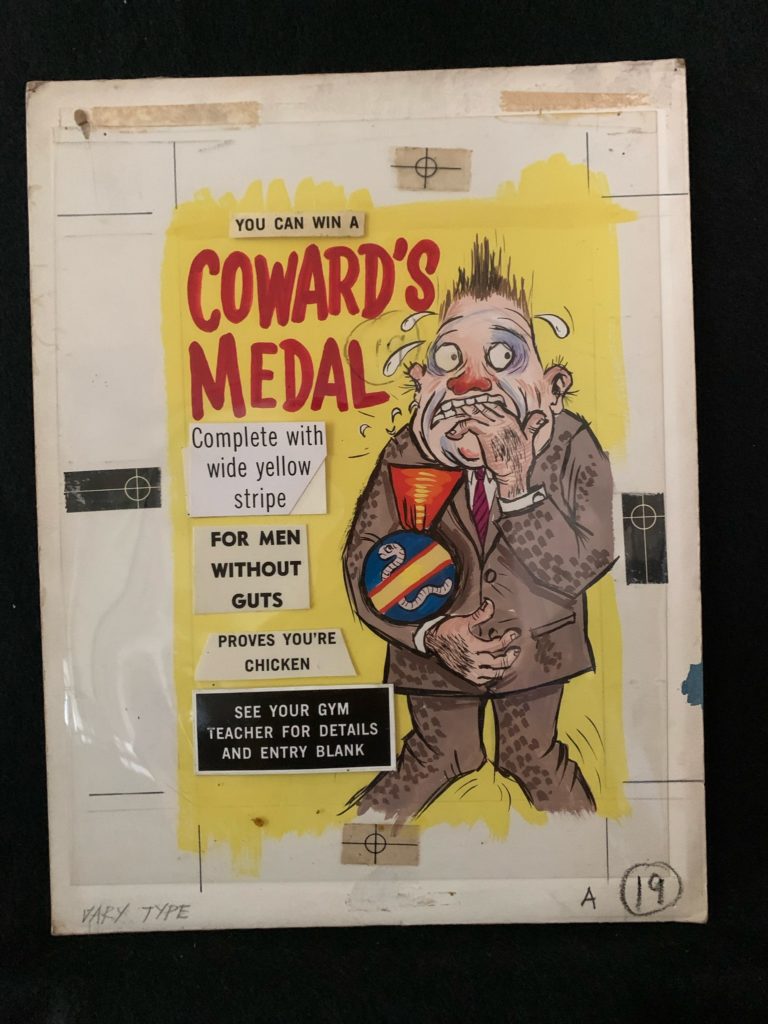 YOU CAN WIN A
COWARD'S
MEDAL
Complete with
wide yellow
stripe
FOR MEN
WITHOUT
GUTS
PROVES YOU'RE
CHICKEN
SEE YOUR GYM
TEACHER FOR DETAILS
AND ENTRY BLANK
VARY TYPE
A 19